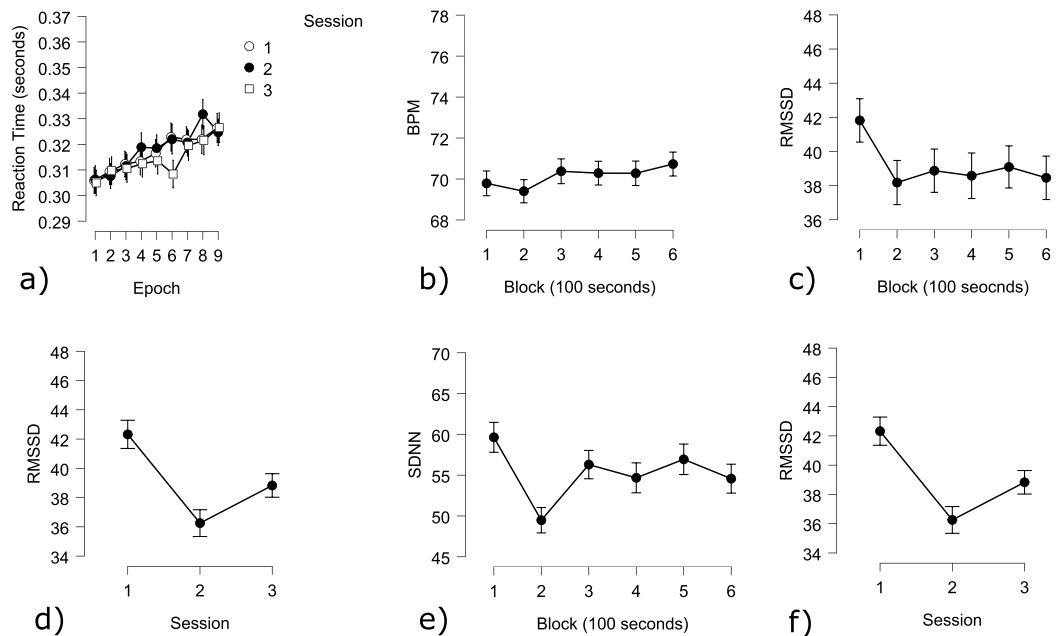 Session
1
2
3
Reaction Time (seconds)
0.37
0.36
0.35
0.34
0.33
0.32
0.31
0.30
0.29
1 2 3 4 5 6 7 8 9
Epoch
a)
BPM
78
76
74
72
70
68
1 2 3 4 5 6
Block (100 seconds)
b)
RMSSD
48
46
44
42
40
38
36
1 2 3 4 5 6
Block (100 seocnds)
c)
RMSSD
48
46
44
42
40
38
36
34
1 2 3
Session
d)
SDNN
70
65
60
55
50
45
1 2 3 4 5 6
Block (100 seconds)
e)
RMSSD
48
46
44
42
40
38
36
34
1 2 3
Session
f)